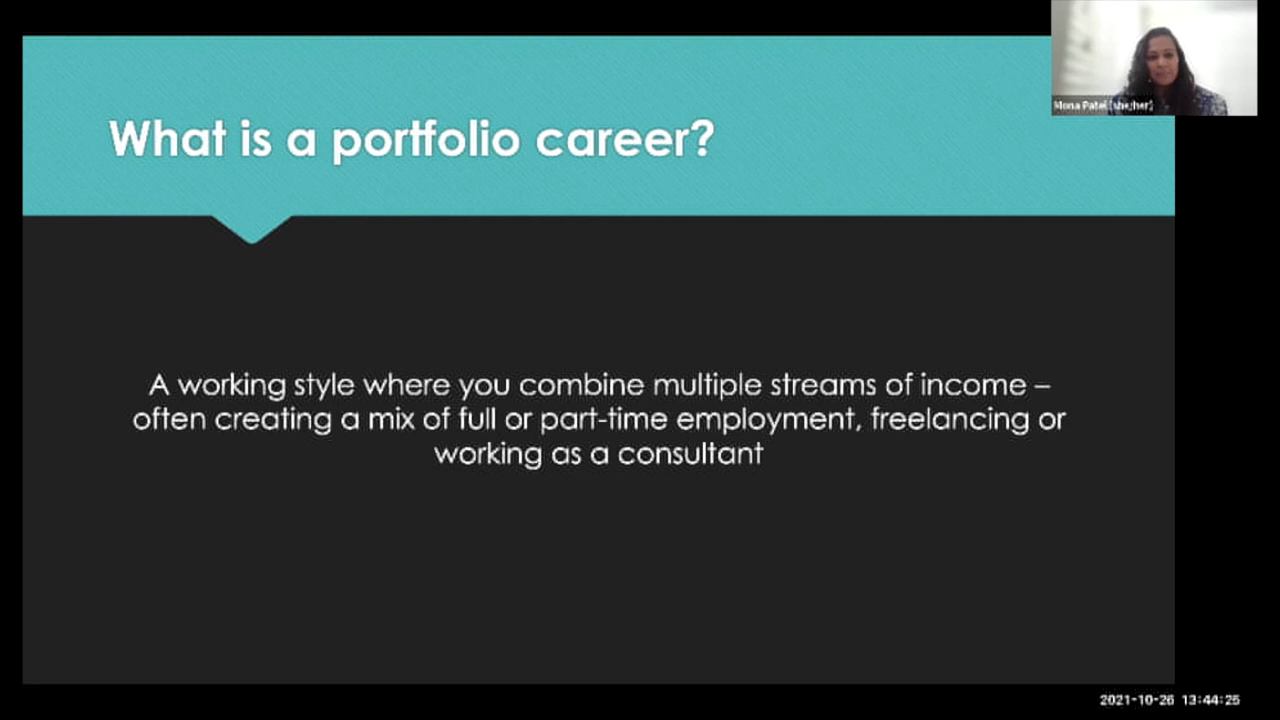 Mona Patel (she/her)
What is a portfolio career?
A working style where you combine multiple streams of income –
often creating a mix of full or part-time employment, freelancing or
working as a consultant
2021-10-26 13:44:25